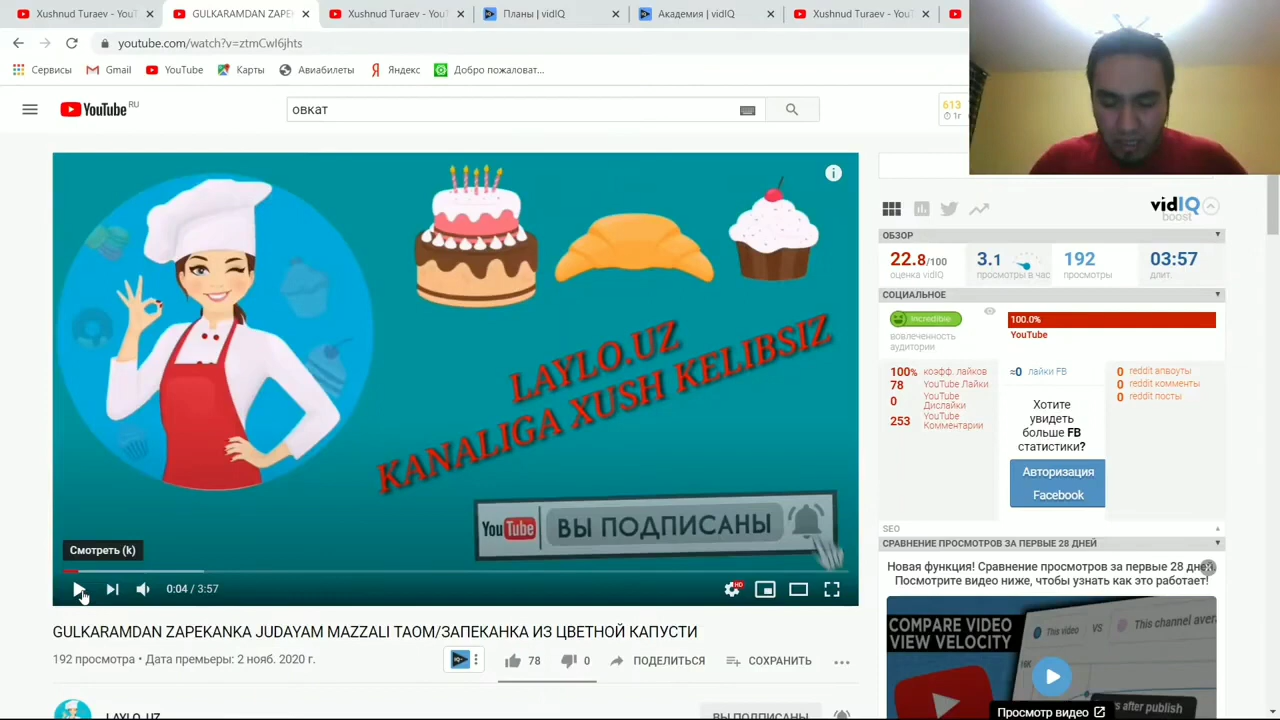 Xushnud Turaev - YouT
GULKARAMDAN ZAPEK
Xushnud Turaev - YouT
Планы | vidIQ
Академия | vidIQ
Xushnud Turaev - YouT
youtube.com/watch?v=ztmCwI6jhts
Сервисы
Gmail
YouTube
Карты
Авиабилеты
Яндекс
Добро пожаловат...
YouTube RU
овкат
613
1г
LAYLO.UZ
KANALIGA XUSH KELIBSIZ
YouTube ВЫ ПОДПИСАНЫ
Смотреть (k)
0:04 / 3:57
HD
GULKARAMDAN ZAPEKANKA JUDAYAM MAZZALI TAOM/ЗАПЕКАНКА ИЗ ЦВЕТНОЙ КАПУСТИ
192 просмотра • Дата премьеры: 2 нояб. 2020 г.
78
0
ПОДЕЛИТЬСЯ
СОХРАНИТЬ
LAYLO.UZ
ВЫ ПОДПИСАНЫ
vidIQ
boost
ОБЗОР
22.8/100
оценка vidIQ
3.1
просмотры в час
192
просмотры
03:57
длит.
СОЦИАЛЬНОЕ
Incredible
вовлеченность
аудитории
100.0%
YouTube
100% коэфф. лайков
78 YouTube Лайки
0 YouTube
Дислайки
253 YouTube
Комментарии
≈0 лайки FB
Хотите
увидеть
больше FB
статистики?
Авторизация
Facebook
0 reddit апвоуты
0 reddit комменты
0 reddit посты
SEO
СРАВНЕНИЕ ПРОСМОТРОВ ЗА ПЕРВЫЕ 28 ДНЕЙ
Новая функция! Сравнение просмотров за первые 28 дней
Посмотрите видео ниже, чтобы узнать как это работает!
COMPARE VIDEO
VIEW VELOCITY
This video
VS
This channel aver
Просмотр видео
s after publish